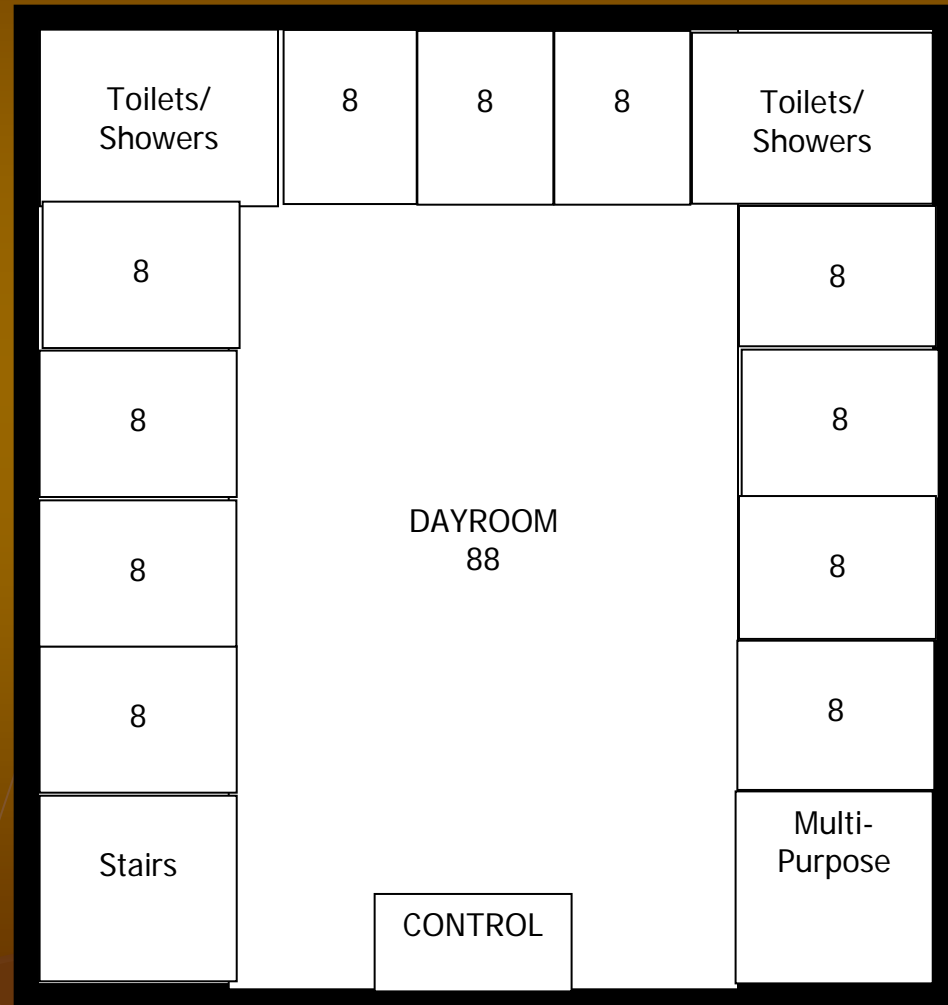 Toilets/
Showers
8
8
8
Toilets/
Showers
8
8
8
8
DAYROOM
88
8
8
8
8
Stairs
Multi-
Purpose
CONTROL